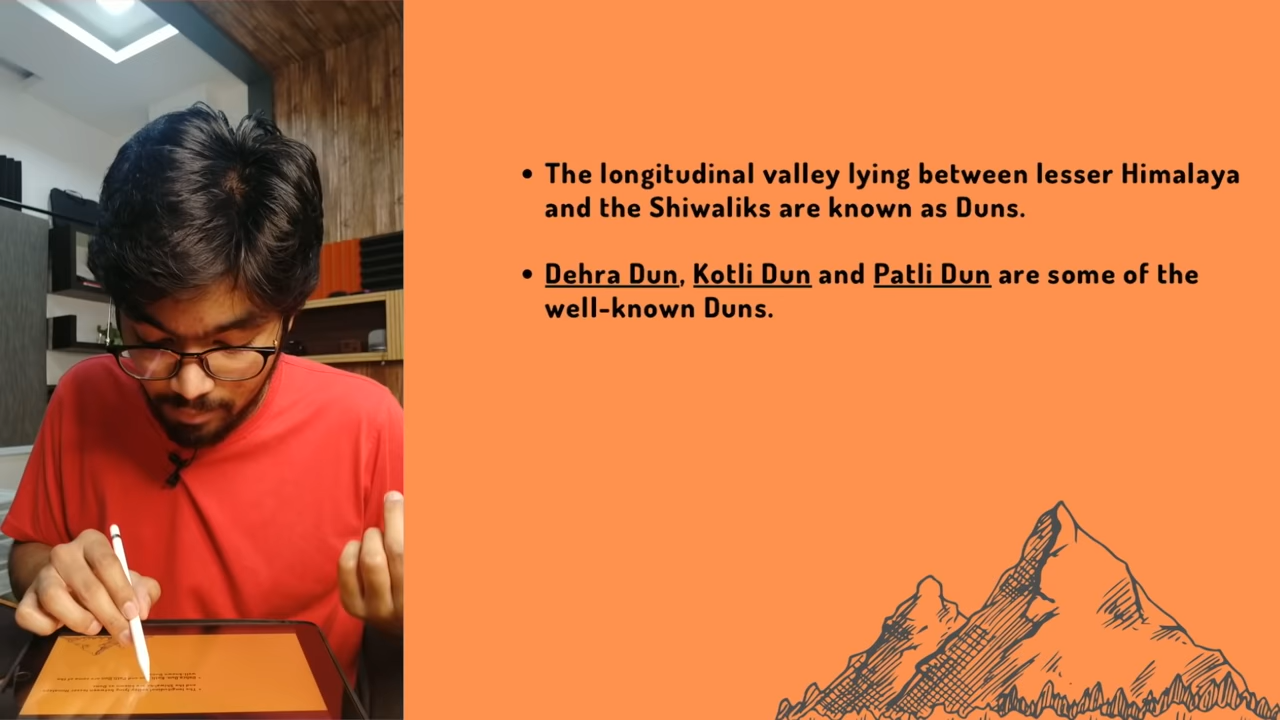 • The longitudinal valley lying between lesser Himalaya
and the Shiwaliks are known as Duns.
• Dehra Dun, Kotli Dun and Patli Dun are some of the
well-known Duns.